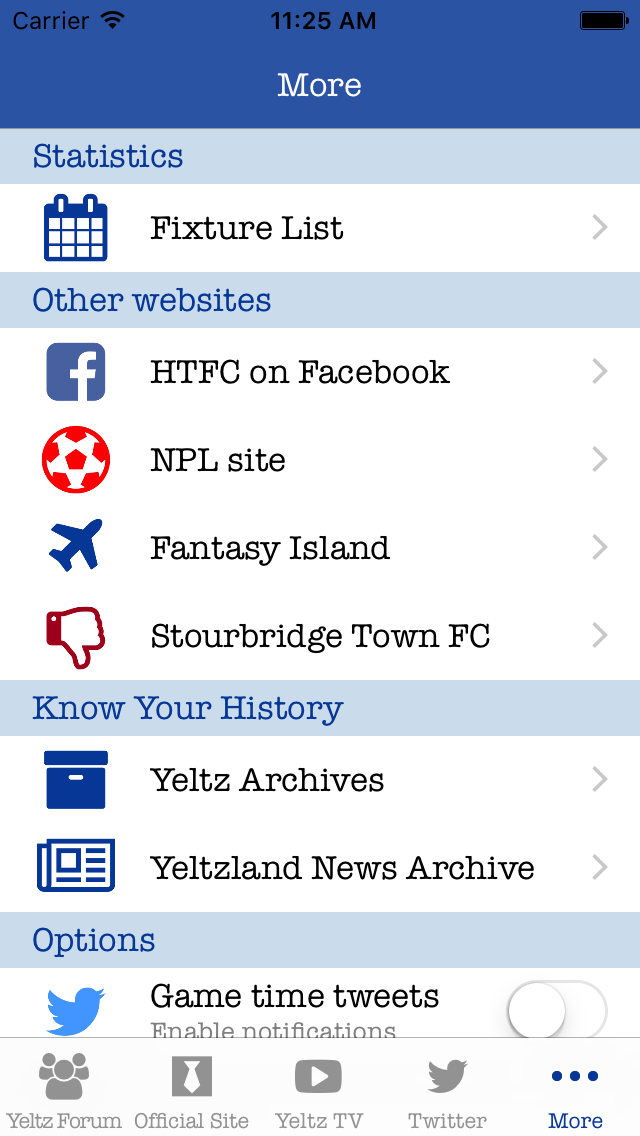 Carrier 11:25 AM
More
Statistics
Fixture List
Other websites
HTFC on Facebook
NPL site
Fantasy Island
Stourbridge Town FC
Know Your History
Yeltz Archives
Yeltzland News Archive
Options
Game time tweets
Enable notifications
Yeltz Forum Official Site Yeltz TV Twitter More